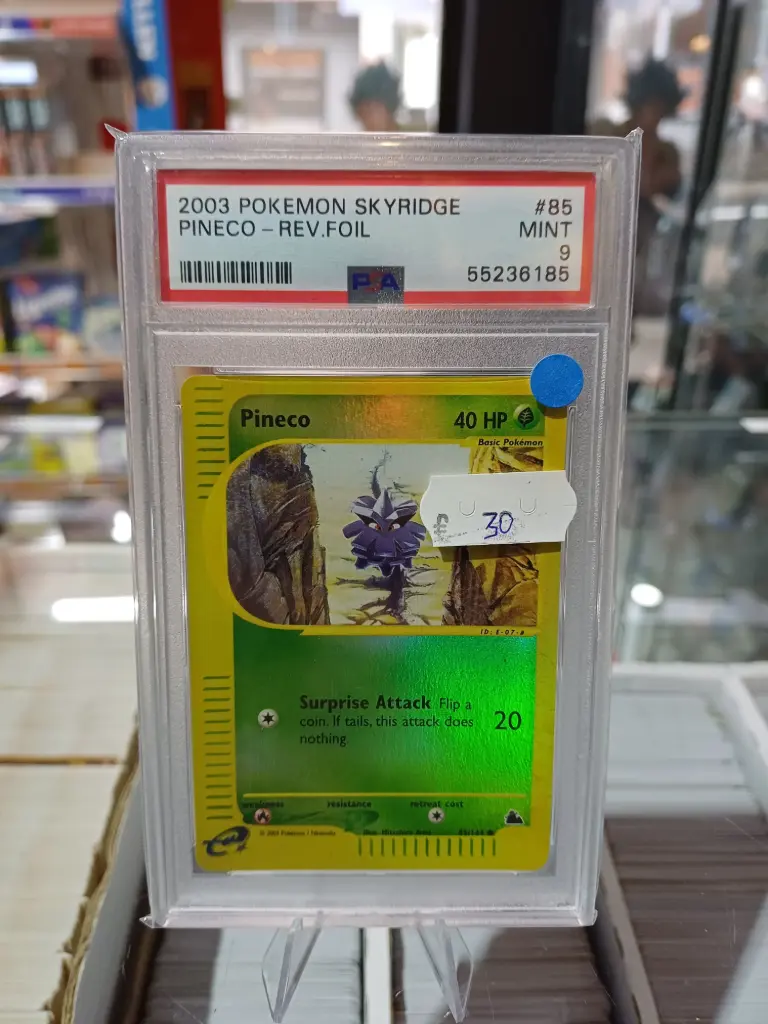 2003 POKEMON SKYRIDGE #85
PINECO - REV.FOIL MINT
9
PSA 55236185
Pineco 40 HP
Basic Pokémon
£ 30
Surprise Attack Flip a
coin. If tails, this attack does
nothing. 20
weakness resistance retreat cost